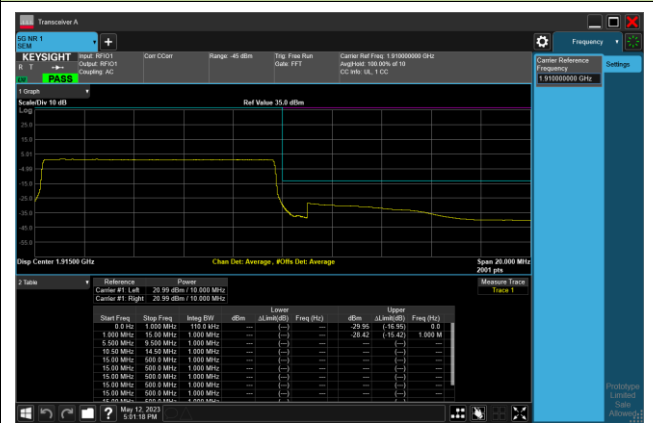 Transceiver A
5G NR 1
SEM
Frequency
KEYSIGHT
R T
PASS
Input: RFIO1
Output: RFIO1
Coupling: AC
Corr CCorr
Range: -45 dBm
Trig: Free Run
Gate: FFT
Carrier Ref Freq: 1.910000000 GHz
Avg|Hold: 100.00% of 10
CC Info: UL, 1 CC
Carrier Reference Frequency
1.910000000 GHz
Settings
1 Graph
Scale/Div 10 dB
Ref Value 35.0 dBm
Log
25.0
15.0
5.01
-4.99
-15.0
-25.0
-35.0
-45.0
-55.0
Disp Center 1.91500 GHz
Chan Det: Average, #Offs Det: Average
Span 20.000 MHz
2001 pts
2 Table
Reference Power
Carrier #1: Left 20.99 dBm / 10.000 MHz
Carrier #1: Right 20.99 dBm / 10.000 MHz
Measure Trace
Trace 1
Lower Upper
Start Freq Stop Freq Integ BW dBm ΔLimit(dB) Freq (Hz) dBm ΔLimit(dB) Freq (Hz)
0.0 Hz 1.000 MHz 110.0 kHz --- (---) --- -29.95 (-16.95) 0.0
1.000 MHz 15.00 MHz 1.000 MHz --- (---) --- -28.42 (-15.42) 1.000 M
5.500 MHz 9.500 MHz 1.000 MHz --- (---) --- --- (---) ---
10.50 MHz 14.50 MHz 1.000 MHz --- (---) --- --- (---) ---
15.00 MHz 500.0 MHz 1.000 MHz --- (---) --- --- (---) ---
15.00 MHz 500.0 MHz 1.000 MHz --- (---) --- --- (---) ---
15.00 MHz 500.0 MHz 1.000 MHz --- (---) --- --- (---) ---
15.00 MHz 500.0 MHz 1.000 MHz --- (---) --- --- (---) ---
15.00 MHz 500.0 MHz 1.000 MHz --- (---) --- --- (---) ---
May 12, 2023
5:01:18 PM
Prototype
Limited
Sale
Allowed